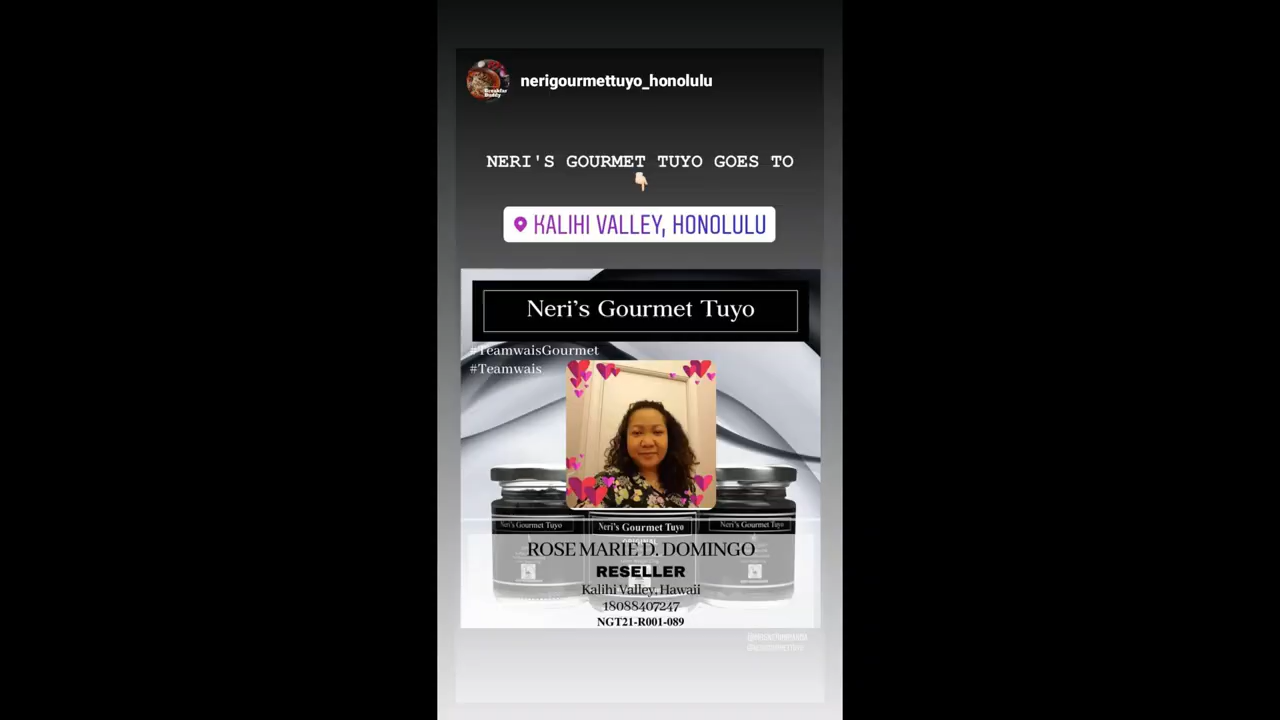 nerigourmettuyo_honolulu
NERI'S GOURMET TUYO GOES TO
KALIHI VALLEY, HONOLULU
Neri's Gourmet Tuyo
#TeamwaisGourmet
#Teamwais
Neri's Gourmet Tuyo
Neri's Gourmet Tuyo
Neri's Gourmet Tuyo
ORIGINAL
ROSE MARIE D. DOMINGO
RESELLER
Kalihi Valley, Hawaii
18088407247
NGT21-R001-089